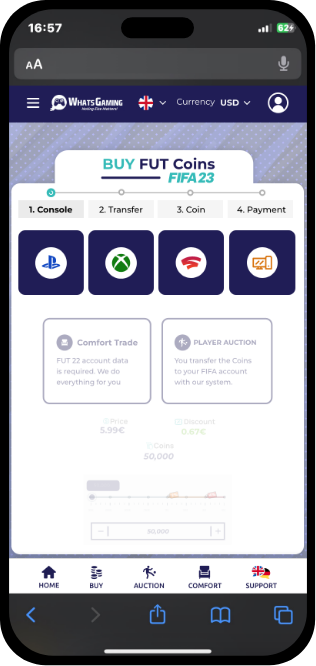 16:57
62
AA
WHATSGAMING
Currency USD
BUY FUT Coins
FIFA 23
1. Console
2. Transfer
3. Coin
4. Payment
Comfort Trade
FUT 22 account data
is required. We do
everything for you
PLAYER AUCTION
You transfer the Coins
to your FIFA account
with our system.
Price
5.99€
Discount
0.67€
Coins
50,000
50,000
HOME
BUY
AUCTION
COMFORT
SUPPORT